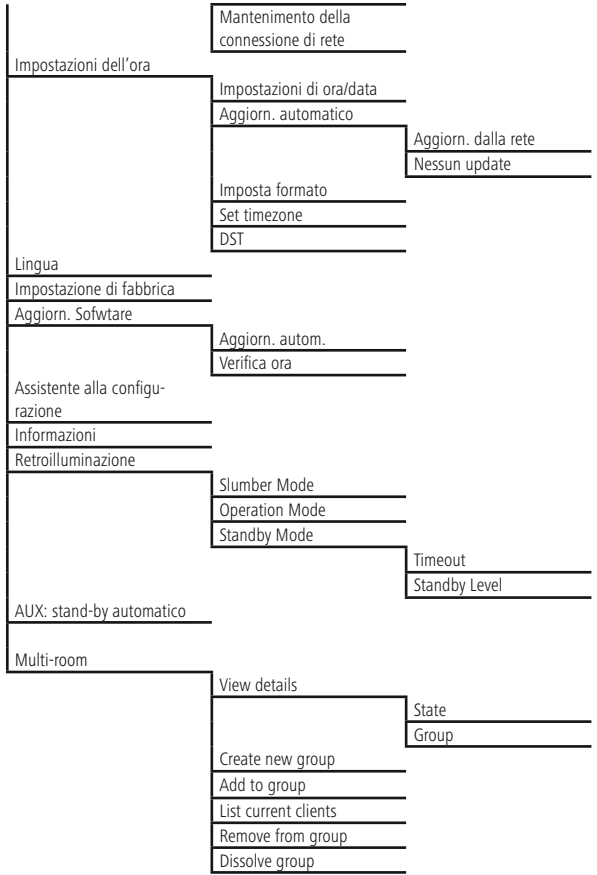 Mantenimento della
connessione di rete
Impostazioni dell'ora
Impostazioni di ora/data
Aggiorn. automatico
Aggiorn. dalla rete
Nessun update
Imposta formato
Set timezone
DST
Lingua
Impostazione di fabbrica
Aggiorn. Sofwtare
Aggiorn. autom.
Verifica ora
Assistente alla configu-
razione
Informazioni
Retroilluminazione
Slumber Mode
Operation Mode
Standby Mode
Timeout
Standby Level
AUX: stand-by automatico
Multi-room
View details
State
Group
Create new group
Add to group
List current clients
Remove from group
Dissolve group